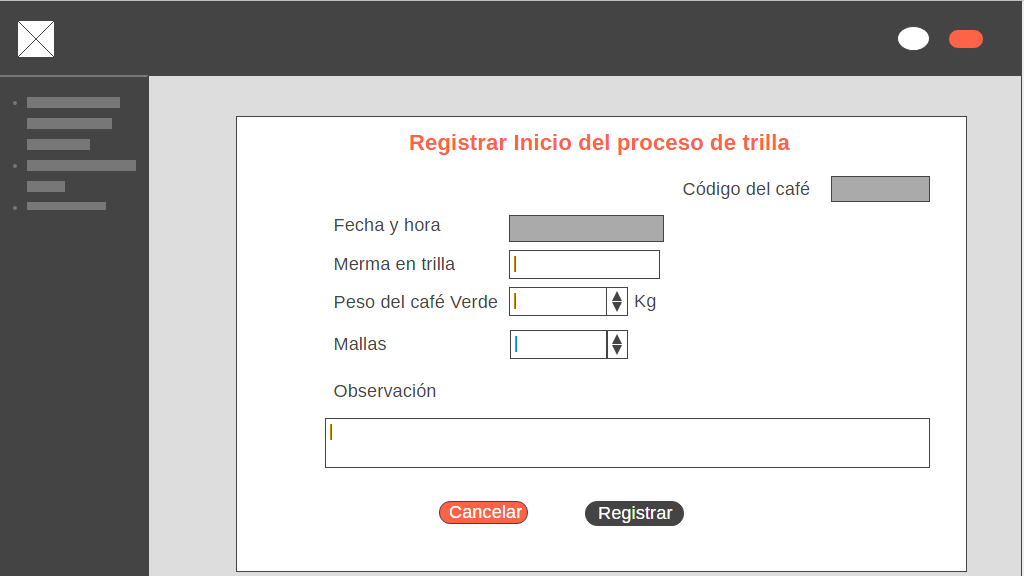 Registrar Inicio del proceso de trilla
Código del café
Fecha y hora
Merma en trilla
Peso del café Verde
Kg
Mallas
Observación
Cancelar
Registrar